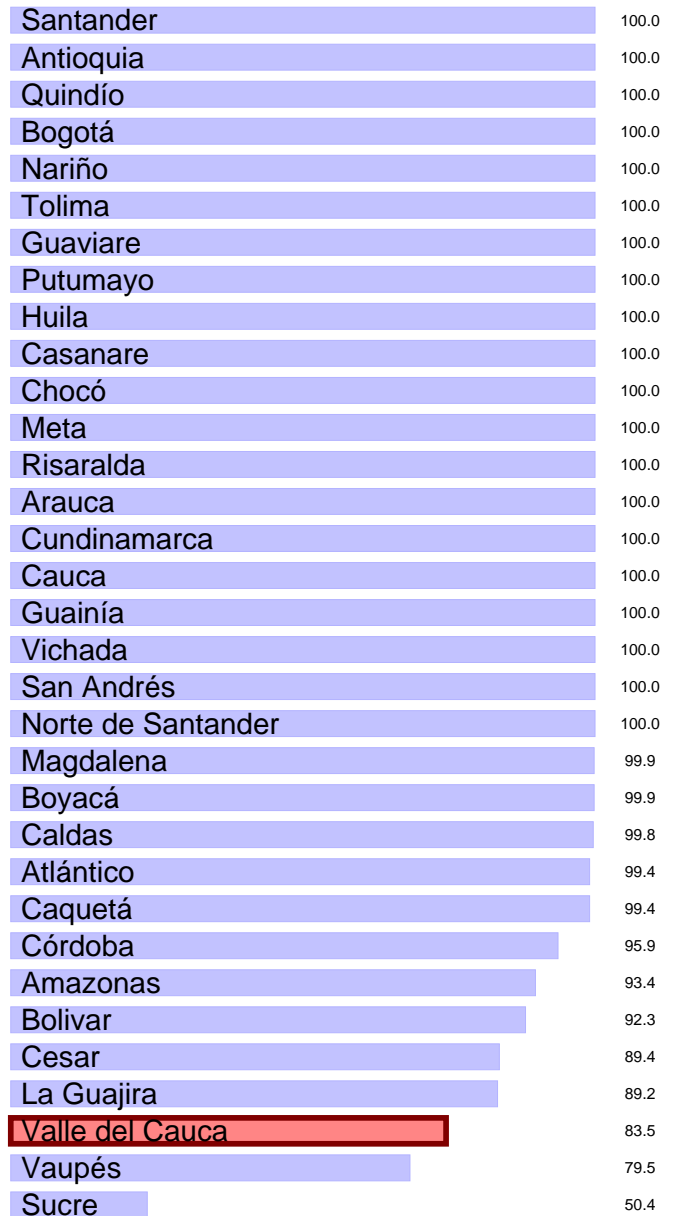 Santander 100.0
Antioquia 100.0
Quindío 100.0
Bogotá 100.0
Nariño 100.0
Tolima 100.0
Guaviare 100.0
Putumayo 100.0
Huila 100.0
Casanare 100.0
Chocó 100.0
Meta 100.0
Risaralda 100.0
Arauca 100.0
Cundinamarca 100.0
Cauca 100.0
Guainía 100.0
Vichada 100.0
San Andrés 100.0
Norte de Santander 100.0
Magdalena 99.9
Boyacá 99.9
Caldas 99.8
Atlántico 99.4
Caquetá 99.4
Córdoba 95.9
Amazonas 93.4
Bolivar 92.3
Cesar 89.4
La Guajira 89.2
Valle del Cauca 83.5
Vaupés 79.5
Sucre 50.4